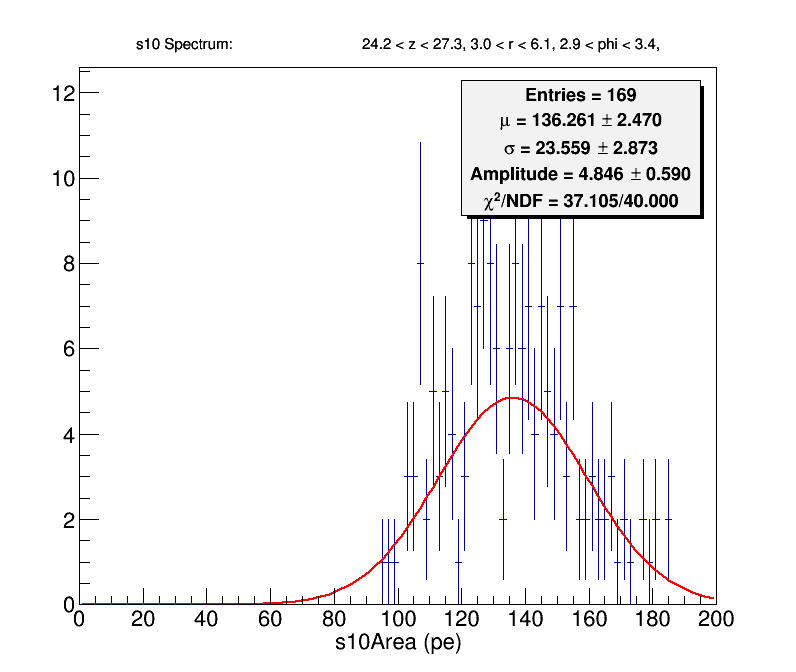 s10 Spectrum: 24.2 < z < 27.3, 3.0 < r < 6.1, 2.9 < phi < 3.4,
Entries = 169
μ = 136.261 ± 2.470
σ = 23.559 ± 2.873
Amplitude = 4.846 ± 0.590
χ²/NDF = 37.105/40.000
12
10
8
6
4
2
0
0 20 40 60 80 100 120 140 160 180 200
s10Area (pe)